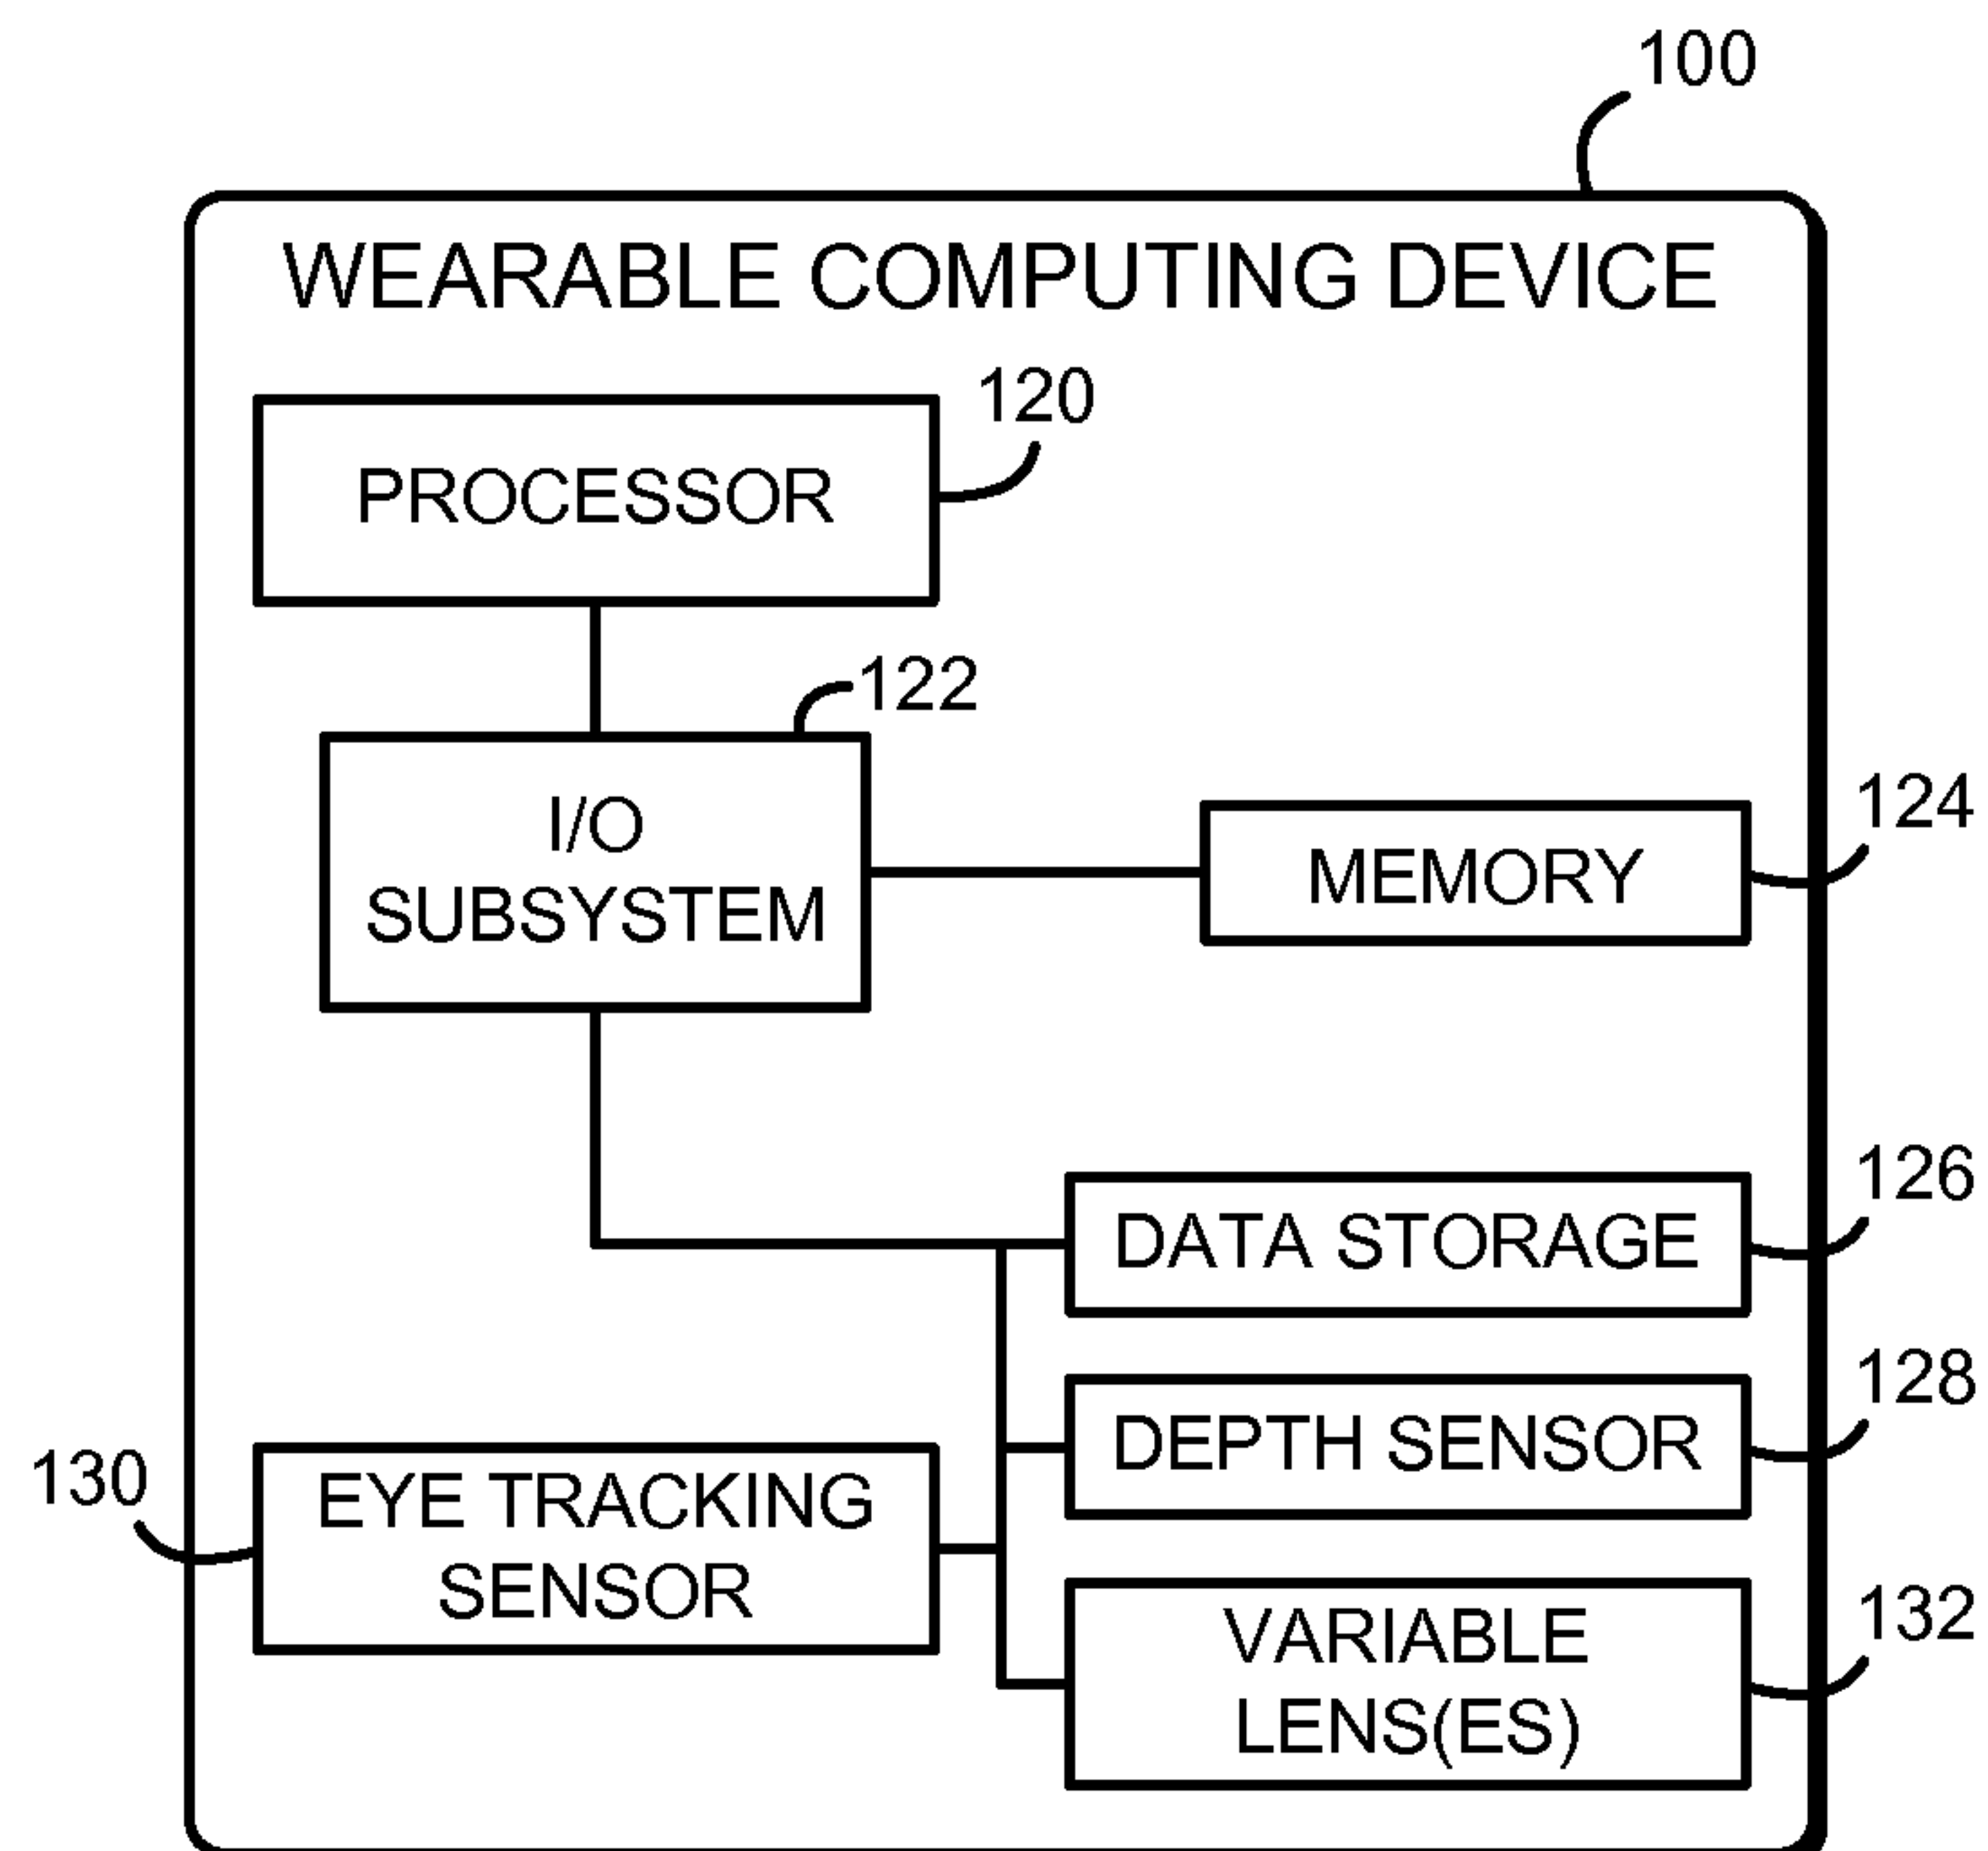 100
WEARABLE COMPUTING DEVICE
120
PROCESSOR
122
I/O
SUBSYSTEM
124
MEMORY
126
DATA STORAGE
128
DEPTH SENSOR
130
EYE TRACKING
SENSOR
132
VARIABLE
LENS(ES)